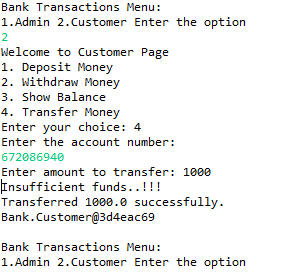 Bank Transactions Menu:
1.Admin 2.Customer Enter the option
2
Welcome to Customer Page
1. Deposit Money
2. Withdraw Money
3. Show Balance
4. Transfer Money
Enter your choice: 4
Enter the account number:
672086940
Enter amount to transfer: 1000
Insufficient funds..!!!
Transferred 1000.0 successfully.
Bank.Customer@3d4eac69
Bank Transactions Menu:
1.Admin 2.Customer Enter the option